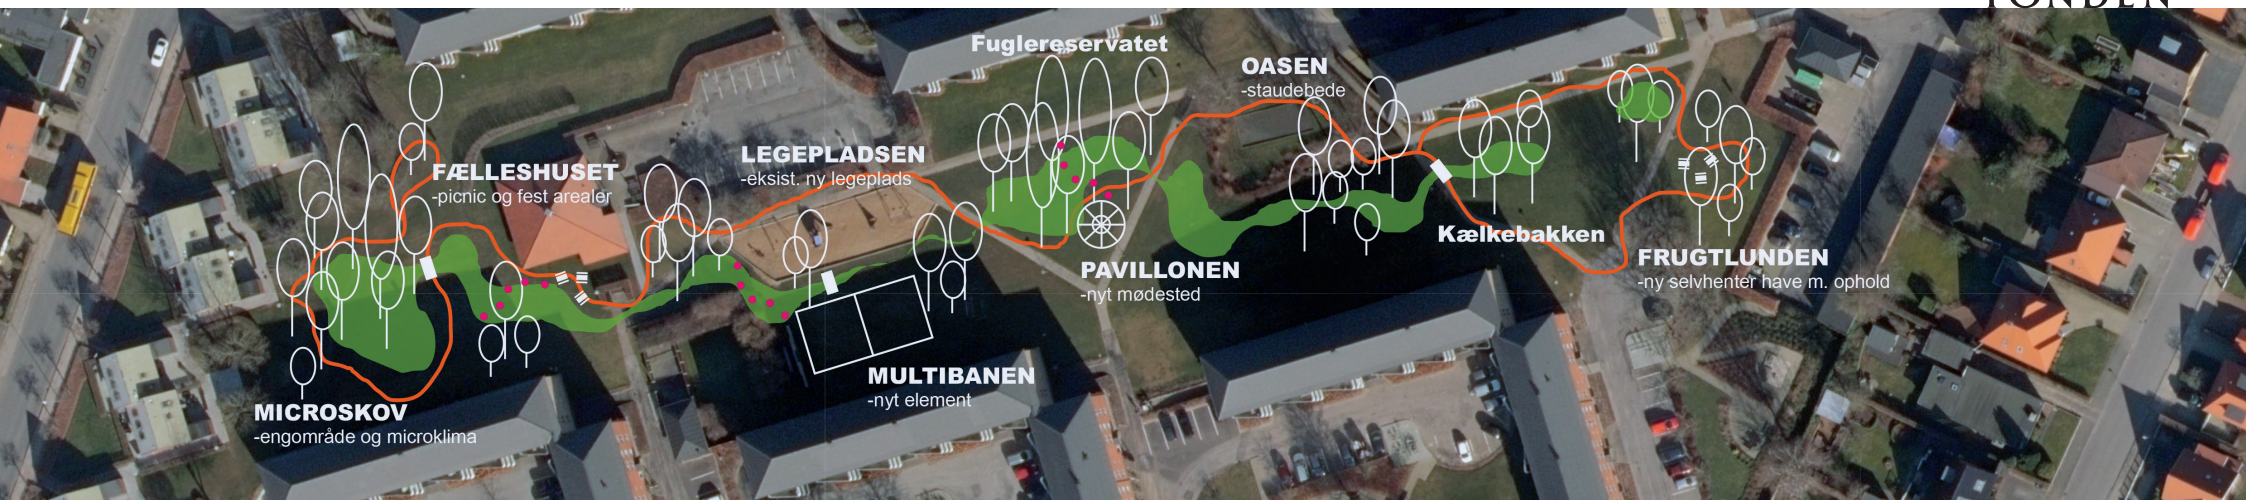 Fuglereservatet
OASEN
-staudebede
LEGEPLADSEN
-eksist. ny legeplads
FÆLLESHUSET
-picnic og fest arealer
Kælkebakken
FRUGTLUNDEN
-ny selvhenter have m. ophold
PAVILLONEN
-nyt mødested
MULTIBANEN
-nyt element
MICROSKOV
-engområde og microklima